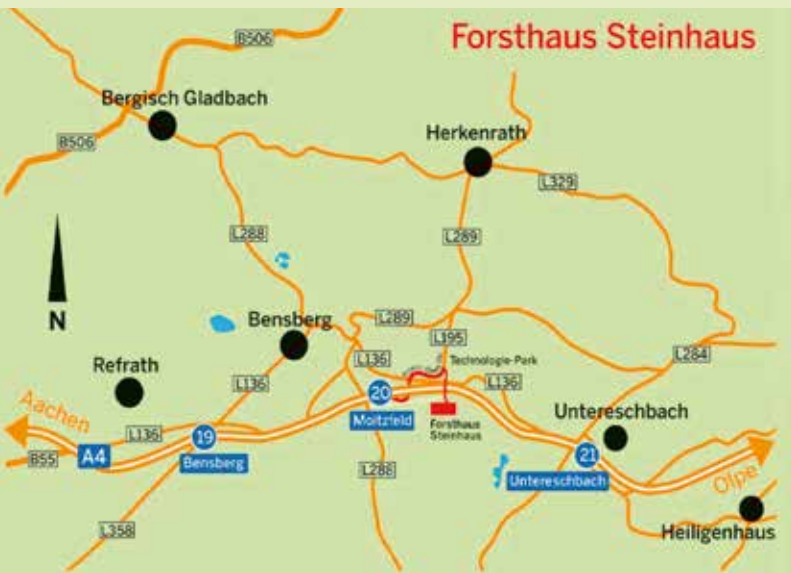 Forsthaus Steinhaus
B506
Bergisch Gladbach
B506
Herkenrath
L329
L288
L289
N
Bensberg
L289
L195
Technologie-Park
L136
L284
Refrath
L136
L136
20
Moitzfeld
Forsthaus
Steinhaus
Untereschbach
Aachen
L136
19
Bensberg
B55
A4
L288
21
Untereschbach
Olpe
L358
Heiligenhaus